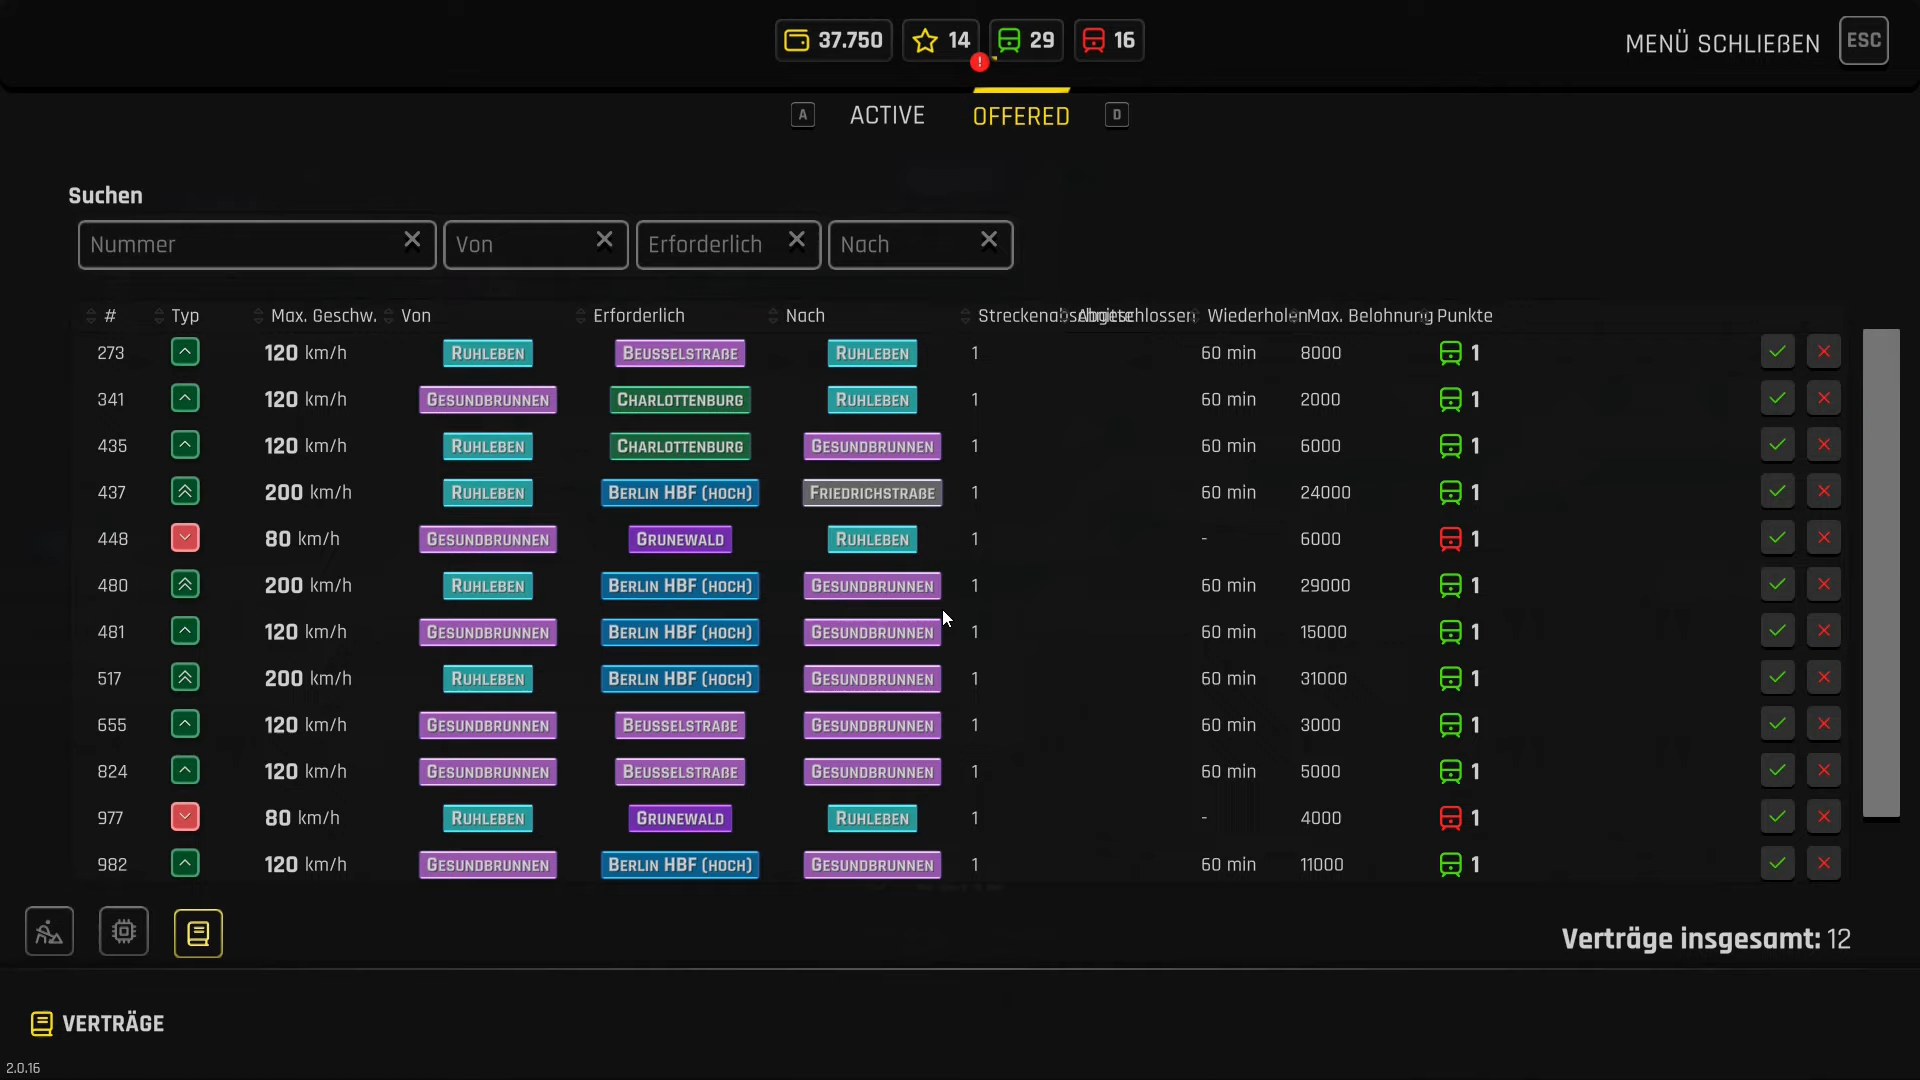 37.750 14 29 16 MENÜ SCHLIEẞEN ESC
!
A ACTIVE OFFERED D
Suchen
Nummer Von Erforderlich Nach
# Typ Max. Geschw. Von Erforderlich Nach Wiederholen Max. Belohnung Punkte
273 120 km/h RUHLEBEN BEUSSELSTRAẞE RUHLEBEN 1 60 min 8000 1
341 120 km/h GESUNDBRUNNEN CHARLOTTENBURG RUHLEBEN 1 60 min 2000 1
435 120 km/h RUHLEBEN CHARLOTTENBURG GESUNDBRUNNEN 1 60 min 6000 1
437 200 km/h RUHLEBEN BERLIN HBF (HOCH) FRIEDRICHSTRAẞE 1 60 min 24000 1
448 80 km/h GESUNDBRUNNEN GRUNEWALD RUHLEBEN 1 - 6000 1
480 200 km/h RUHLEBEN BERLIN HBF (HOCH) GESUNDBRUNNEN 1 60 min 29000 1
481 120 km/h GESUNDBRUNNEN BERLIN HBF (HOCH) GESUNDBRUNNEN 1 60 min 15000 1
517 200 km/h RUHLEBEN BERLIN HBF (HOCH) GESUNDBRUNNEN 1 60 min 31000 1
655 120 km/h GESUNDBRUNNEN BEUSSELSTRAẞE GESUNDBRUNNEN 1 60 min 3000 1
824 120 km/h GESUNDBRUNNEN BEUSSELSTRAẞE GESUNDBRUNNEN 1 60 min 5000 1
977 80 km/h RUHLEBEN GRUNEWALD RUHLEBEN 1 - 4000 1
982 120 km/h GESUNDBRUNNEN BERLIN HBF (HOCH) GESUNDBRUNNEN 1 60 min 11000 1
Verträge insgesamt: 12
VERTRÄGE
2.0.16